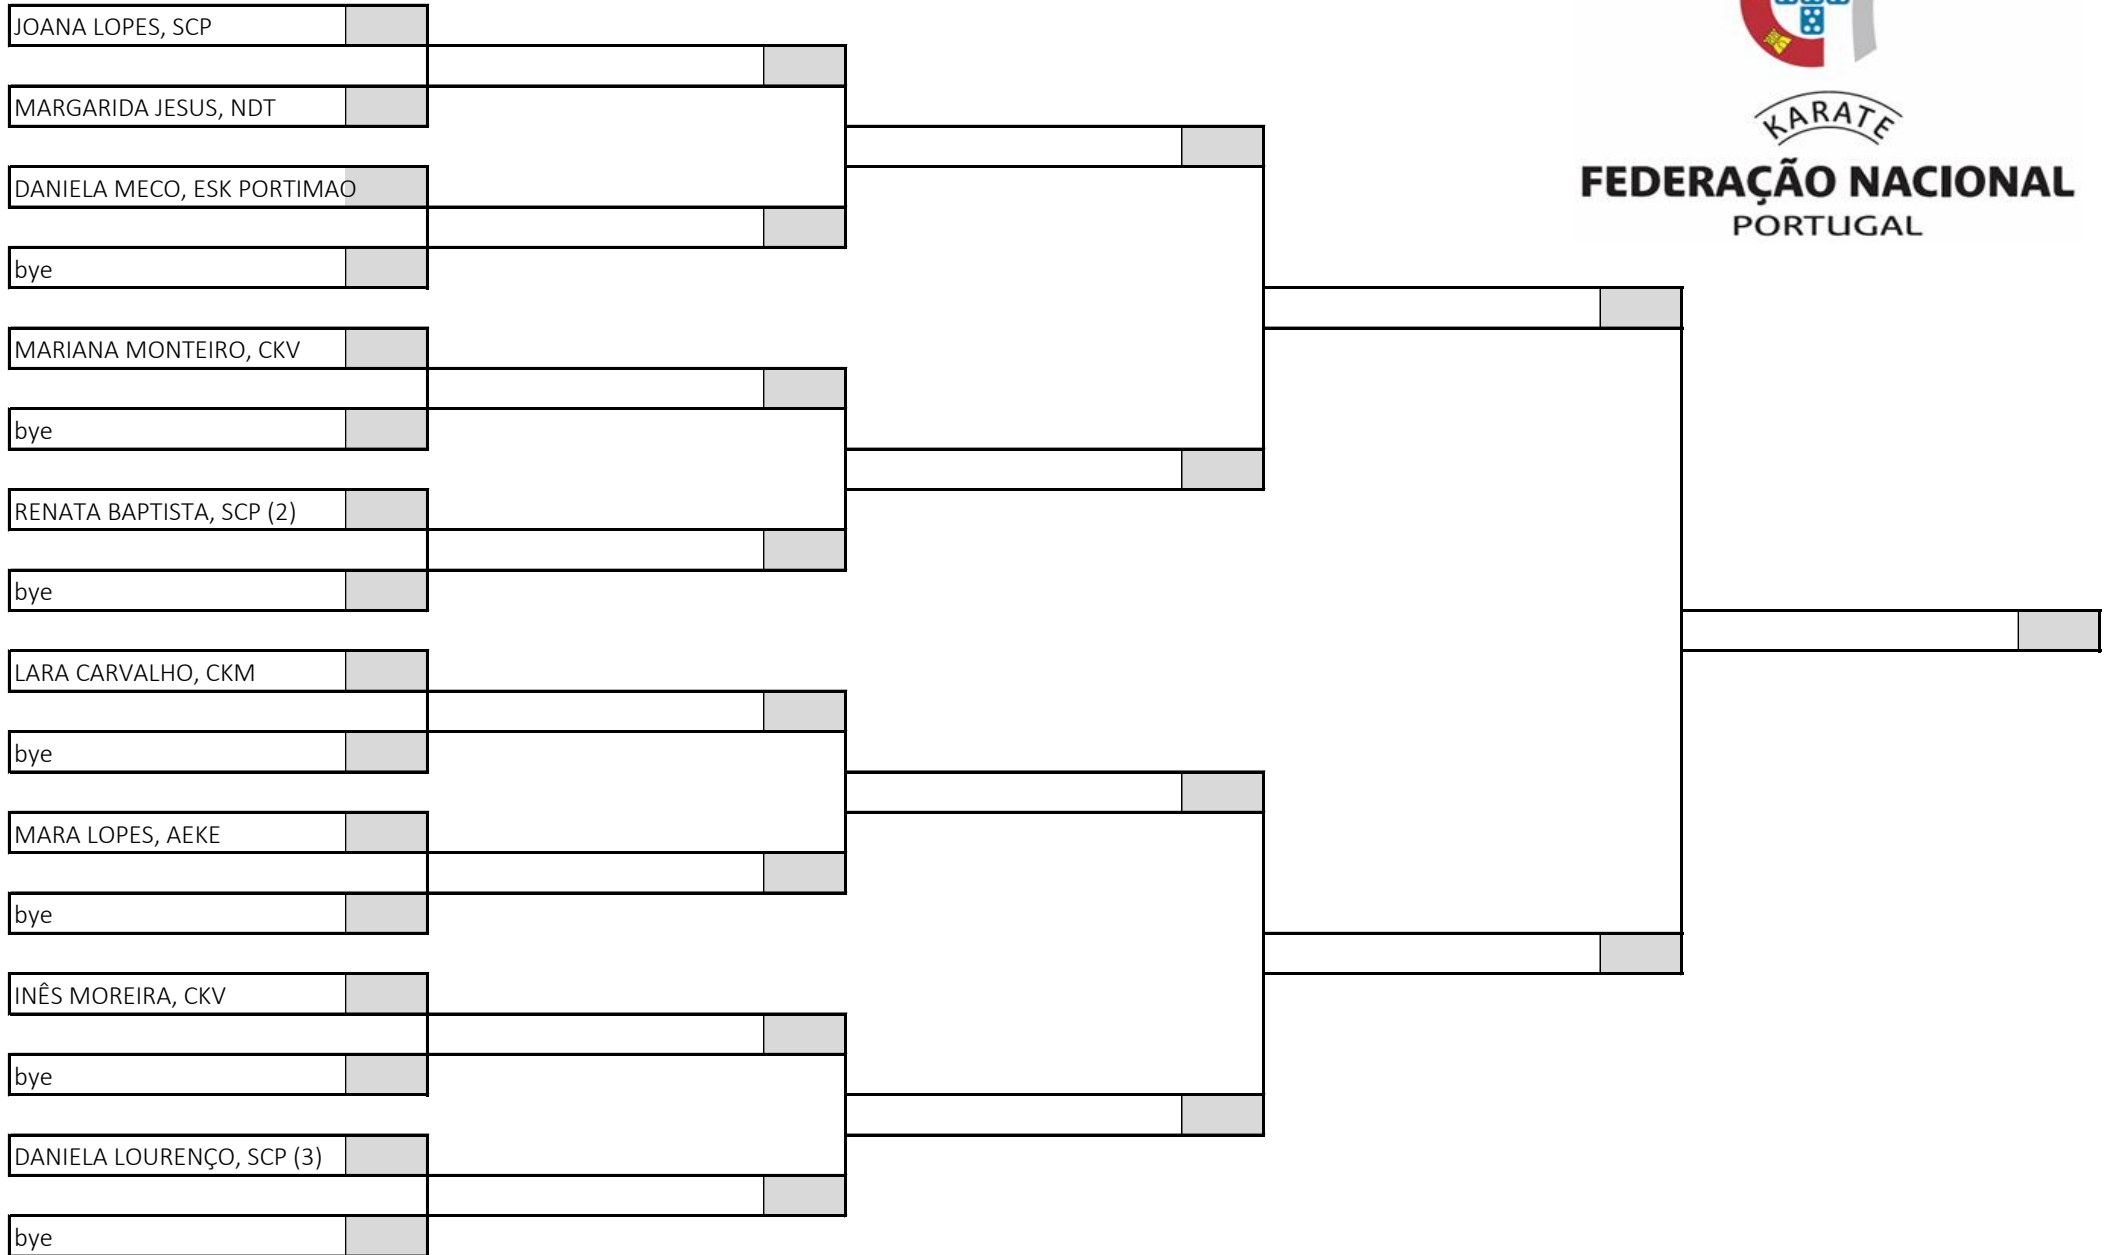 JOANA LOPES, SCP
MARGARIDA JESUS, NDT
DANIELA MECO, ESK PORTIMAO
bye
MARIANA MONTEIRO, CKV
bye
RENATA BAPTISTA, SCP (2)
bye
LARA CARVALHO, CKM
bye
MARA LOPES, AEKE
bye
INÊS MOREIRA, CKV
bye
DANIELA LOURENÇO, SCP (3)
bye
KARATE
FEDERAÇÃO NACIONAL
PORTUGAL